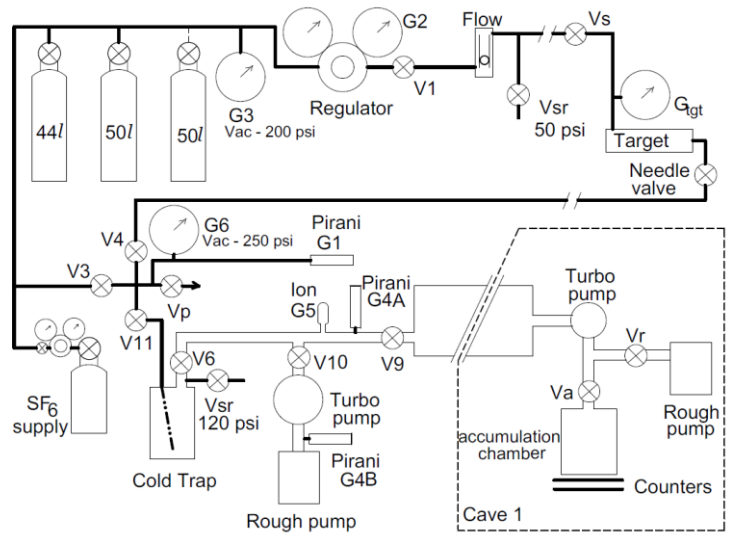 G2
Flow
Vs
V1
Regulator
44l
50l
50l
G3
Vac - 200 psi
Vsr
50 psi
Gtgt
Target
Needle
valve
G6
Vac - 250 psi
Pirani
G1
V4
V3
Vp
V11
Ion
G5
Pirani
G4A
Turbo
pump
V6
V10
V9
Vr
Va
SF6
supply
Vsr
120 psi
Turbo
pump
Rough
pump
Cold Trap
Pirani
G4B
accumulation
chamber
Counters
Rough pump
Cave 1